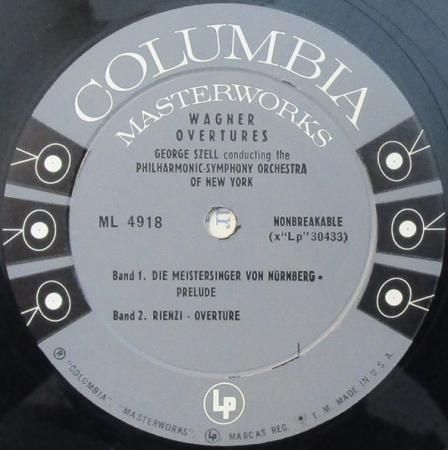 COLUMBIA
MASTERWORKS
WAGNER
OVERTURES
GEORGE SZELL conducting the
PHILHARMONIC-SYMPHONY ORCHESTRA
OF NEW YORK
ML 4918
NONBREAKABLE
(x"Lp"30433)
Band 1. DIE MEISTERSINGER VON NÜRNBERG -
PRELUDE
Band 2. RIENZI - OVERTURE
Lp
® "COLUMBIA", "MASTERWORKS", Lp MARCAS REG. T. M. MADE IN U.S.A.